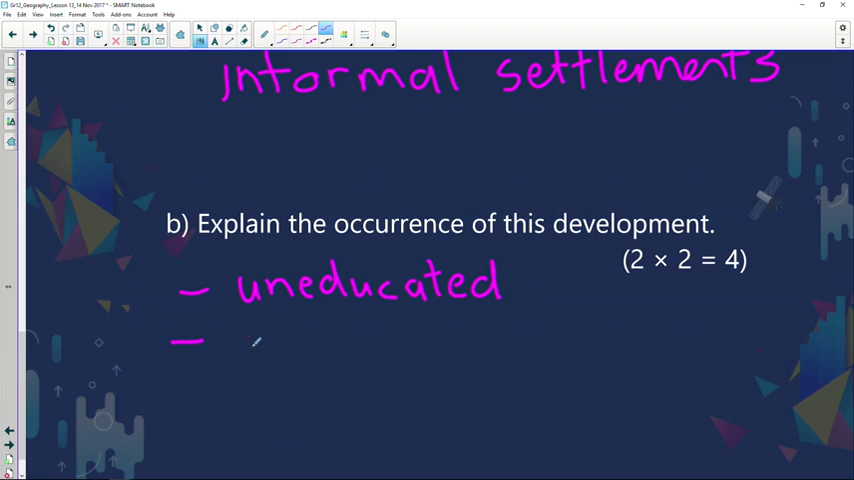 Gr12_Geography_Lesson 13_14 Nov 2017 * - SMART Notebook
File Edit View Insert Format Tools Add-ons Account Help
Informal settlements
b) Explain the occurrence of this development.
(2 × 2 = 4)
- uneducated
-